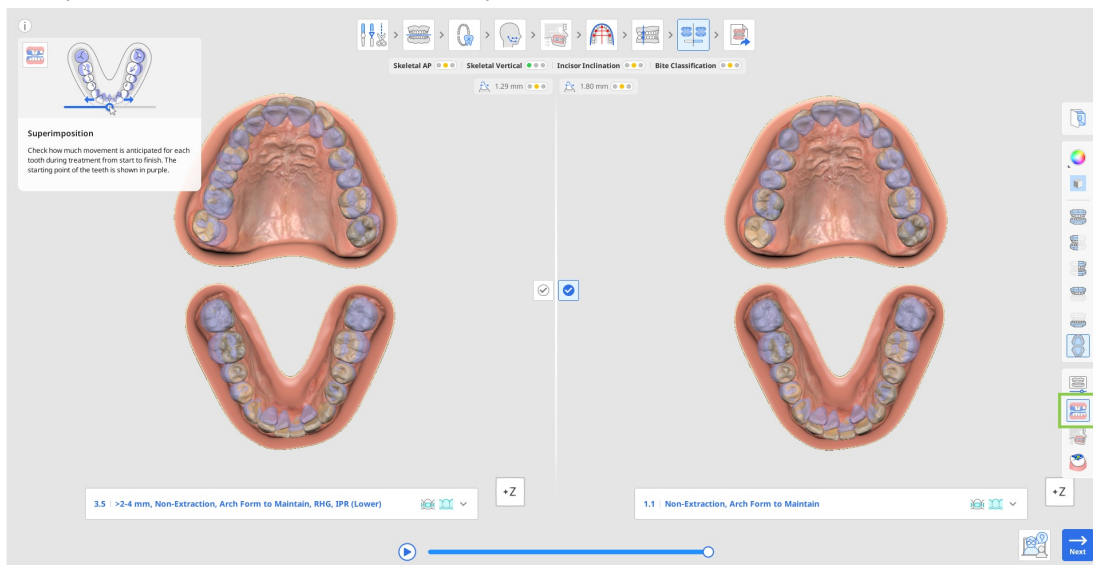 Skeletal AP
Skeletal Vertical
Incisor Inclination
Bite Classification
1.29 mm
1.80 mm
Superimposition
Check how much movement is anticipated for each
tooth during treatment from start to finish. The
starting point of the teeth is shown in purple.
3.5 | >2-4 mm, Non-Extraction, Arch Form to Maintain, RHG, IPR (Lower)
+Z
1.1 | Non-Extraction, Arch Form to Maintain
+Z
Next